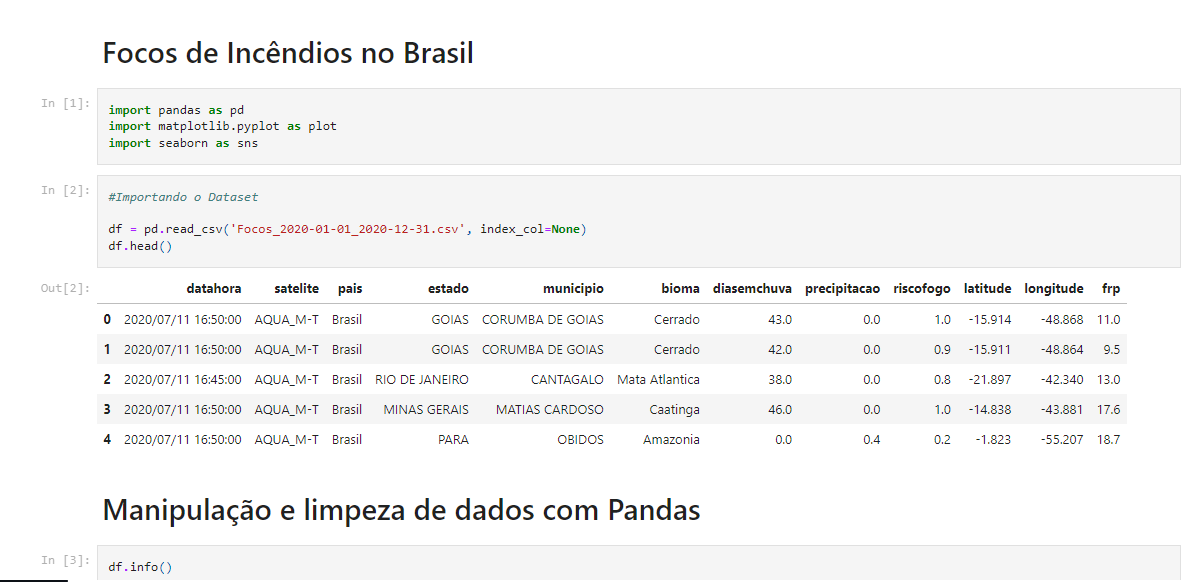 Focos de Incêndios no Brasil
In [1]:
import pandas as pd
import matplotlib.pyplot as plot
import seaborn as sns
In [2]:
#Importando o Dataset
df = pd.read_csv('Focos_2020-01-01_2020-12-31.csv', index_col=None)
df.head()
Out[2]:
datahora satelite pais estado municipio bioma diasemchuva precipitacao riscofogo latitude longitude frp
0 2020/07/11 16:50:00 AQUA_M-T Brasil GOIAS CORUMBA DE GOIAS Cerrado 43.0 0.0 1.0 -15.914 -48.868 11.0
1 2020/07/11 16:50:00 AQUA_M-T Brasil GOIAS CORUMBA DE GOIAS Cerrado 42.0 0.0 0.9 -15.911 -48.864 9.5
2 2020/07/11 16:45:00 AQUA_M-T Brasil RIO DE JANEIRO CANTAGALO Mata Atlantica 38.0 0.0 0.8 -21.897 -42.340 13.0
3 2020/07/11 16:50:00 AQUA_M-T Brasil MINAS GERAIS MATIAS CARDOSO Caatinga 46.0 0.0 1.0 -14.838 -43.881 17.6
4 2020/07/11 16:50:00 AQUA_M-T Brasil PARA OBIDOS Amazonia 0.0 0.4 0.2 -1.823 -55.207 18.7
Manipulação e limpeza de dados com Pandas
In [3]:
df.info()